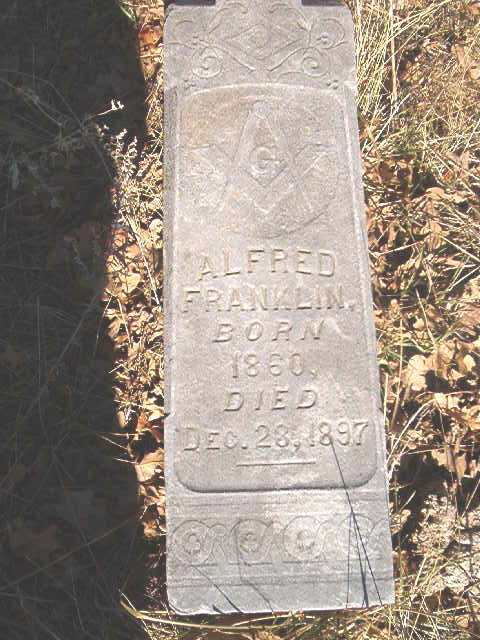 G
ALFRED
FRANKLIN,
BORN
1860,
DIED
DEC. 28, 1897